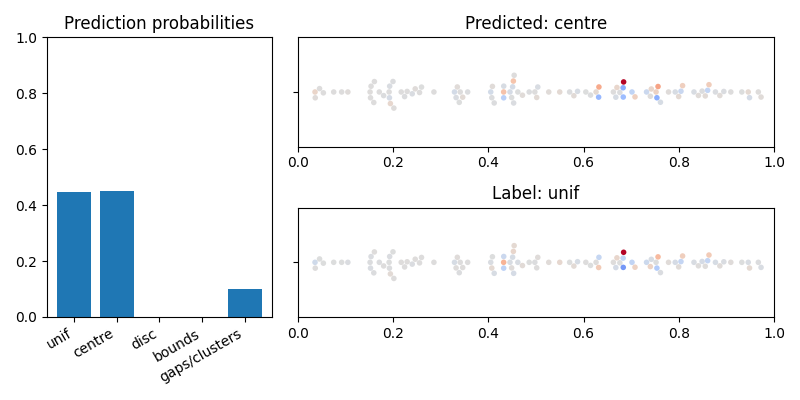 Prediction probabilities
1.0
0.8
0.6
0.4
0.2
0.0
unif
centre
disc
bounds
gaps/clusters
Predicted: centre
0.0 0.2 0.4 0.6 0.8 1.0
Label: unif
0.0 0.2 0.4 0.6 0.8 1.0